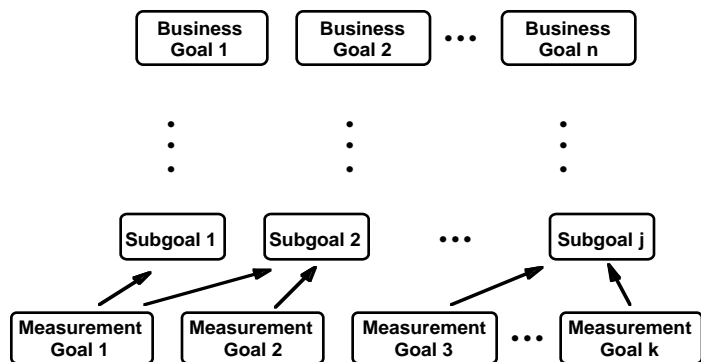 Business
Goal 1
Business
Goal 2
•••
Business
Goal n
Subgoal 1
Subgoal 2
•••
Subgoal j
Measurement
Goal 1
Measurement
Goal 2
Measurement
Goal 3
•••
Measurement
Goal k